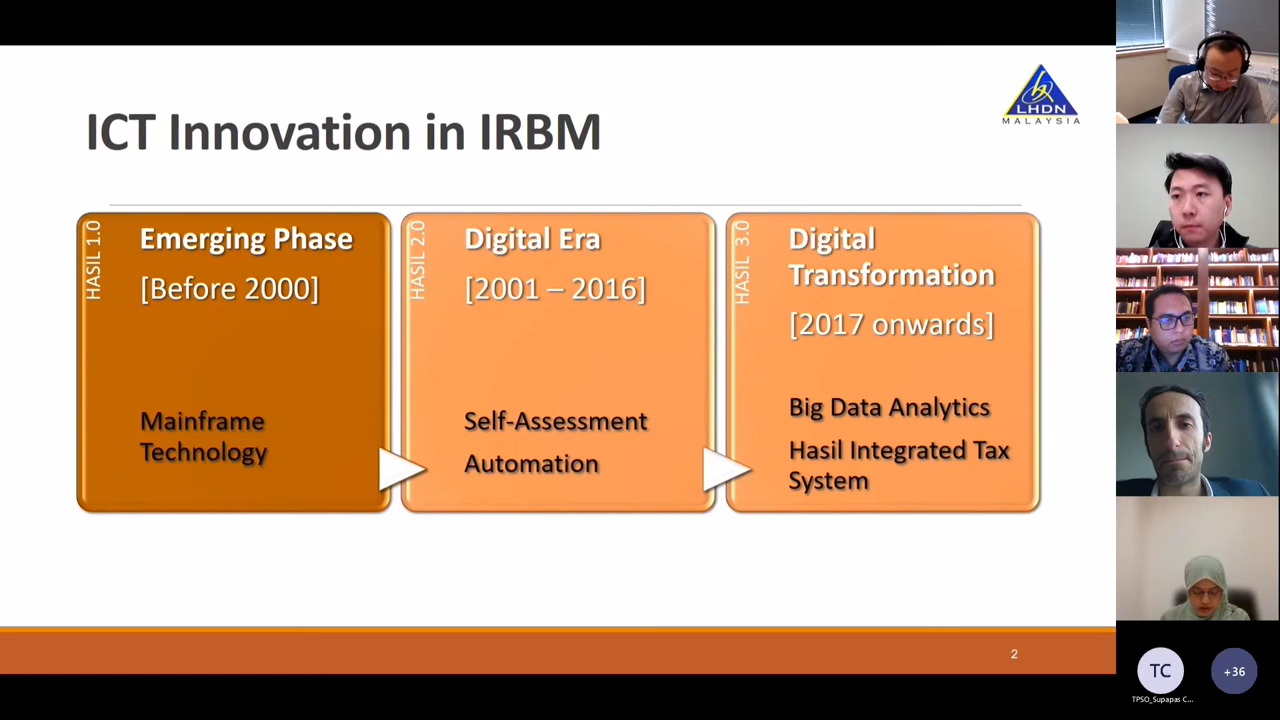 ICT Innovation in IRBM
LHDN
MALAYSIA
HASIL 1.0
Emerging Phase
[Before 2000]
Mainframe
Technology
HASIL 2.0
Digital Era
[2001 – 2016]
Self-Assessment
Automation
HASIL 3.0
Digital
Transformation
[2017 onwards]
Big Data Analytics
Hasil Integrated Tax
System
2
TC
+36
TPSO_Supapas C...